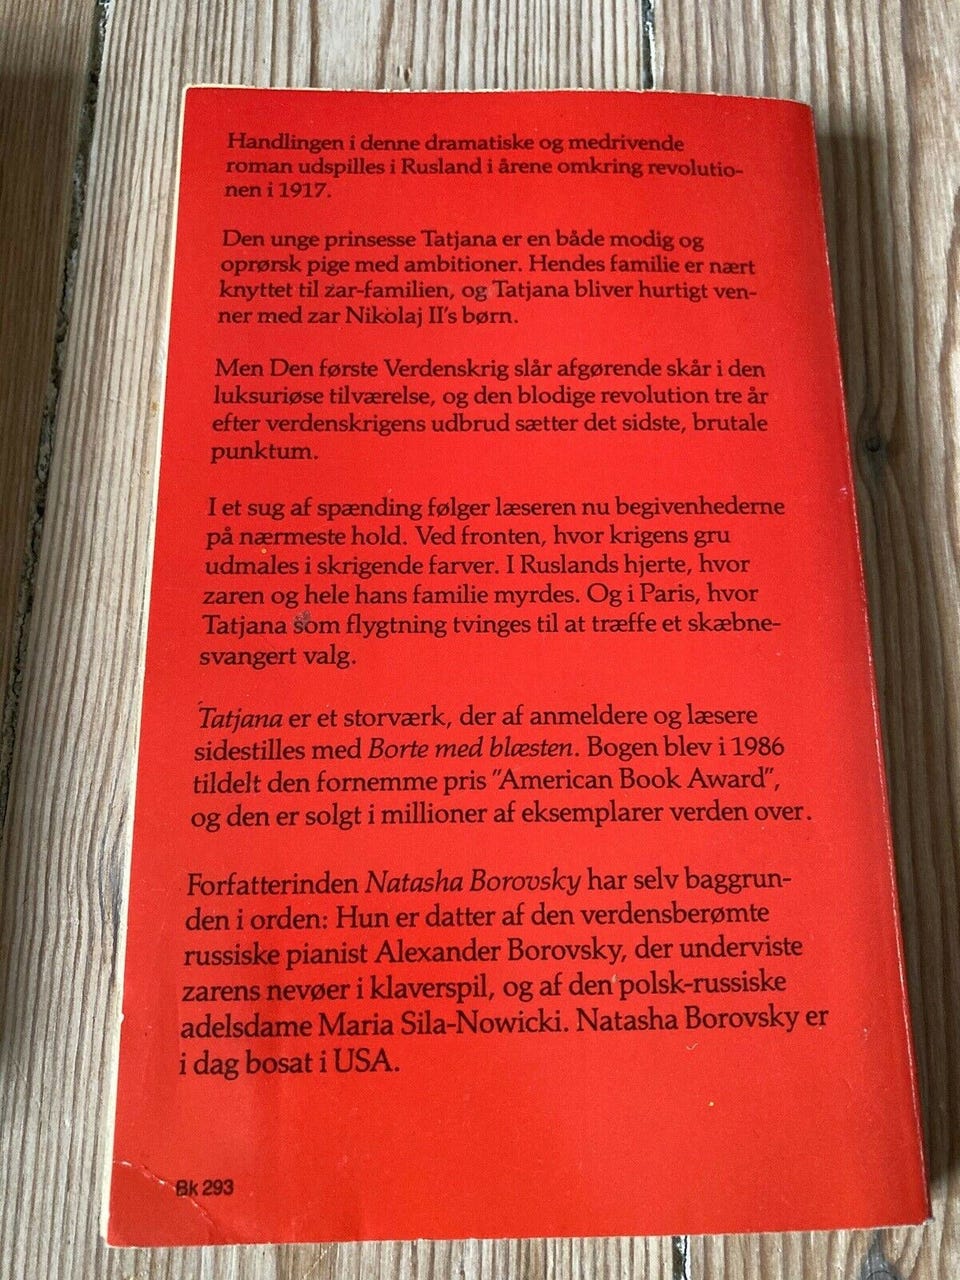 Handlingen i denne dramatiske og medrivende
roman udspilles i Rusland i årene omkring revolutio-
nen i 1917.
Den unge prinsesse Tatjana er en både modig og
oprørsk pige med ambitioner. Hendes familie er nært
knyttet til zar-familien, og Tatjana bliver hurtigt ven-
ner med zar Nikolaj II's børn.
Men Den første Verdenskrig slår afgørende skår i den
luksuriøse tilværelse, og den blodige revolution tre år
efter verdenskrigens udbrud sætter det sidste, brutale
punktum.
I et sug af spænding følger læseren nu begivenhederne
på nærmeste hold. Ved fronten, hvor krigens gru
udmales i skrigende farver. I Ruslands hjerte, hvor
zaren og hele hans familie myrdes. Og i Paris, hvor
Tatjana som flygtning tvinges til at træffe et skæbne-
svangert valg.
Tatjana er et storværk, der af anmeldere og læsere
sidestilles med Borte med blæsten. Bogen blev i 1986
tildelt den fornemme pris "American Book Award",
og den er solgt i millioner af eksemplarer verden over.
Forfatterinden Natasha Borovsky har selv baggrun-
den i orden: Hun er datter af den verdensberømte
russiske pianist Alexander Borovsky, der underviste
zarens nevøer i klaverspil, og af den polsk-russiske
adelsdame Maria Sila-Nowicki. Natasha Borovsky er
i dag bosat i USA.
Bk 293